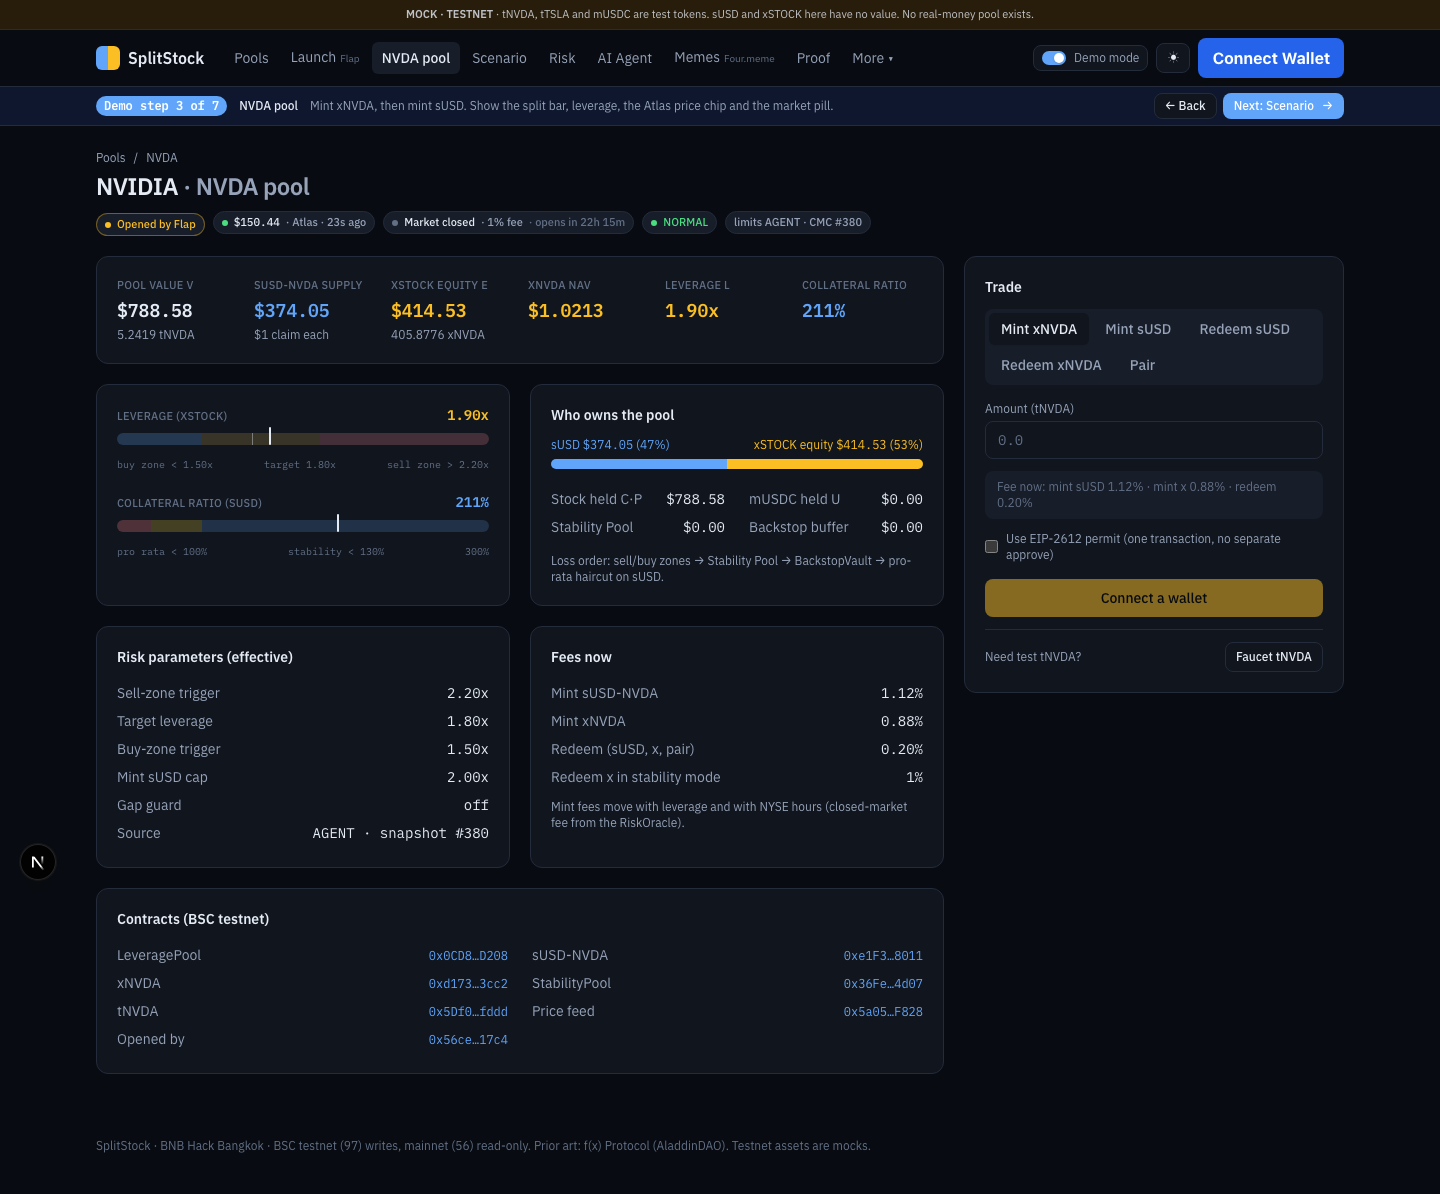 MOCK · TESTNET · tNVDA, tTSLA and mUSDC are test tokens. sUSD and xSTOCK here have no value. No real-money pool exists.
SplitStock Pools Launch Flap NVDA pool Scenario Risk AI Agent Memes Four.meme Proof More ▾ Demo mode ☀ Connect Wallet
Demo step 3 of 7 NVDA pool Mint xNVDA, then mint sUSD. Show the split bar, leverage, the Atlas price chip and the market pill. ← Back Next: Scenario →
Pools / NVDA
NVIDIA · NVDA pool
Opened by Flap $150.44 · Atlas · 23s ago Market closed · 1% fee · opens in 22h 15m NORMAL limits AGENT · CMC #380
POOL VALUE V SUSD-NVDA SUPPLY XSTOCK EQUITY E XNVDA NAV LEVERAGE L COLLATERAL RATIO
$788.58 $374.05 $414.53 $1.0213 1.90x 211%
5.2419 tNVDA $1 claim each 405.8776 xNVDA
LEVERAGE (XSTOCK) 1.90x
buy zone < 1.50x target 1.80x sell zone > 2.20x
COLLATERAL RATIO (SUSD) 211%
pro rata < 100% stability < 130% 300%
Who owns the pool
sUSD $374.05 (47%) xSTOCK equity $414.53 (53%)
Stock held C·P $788.58 mUSDC held U $0.00
Stability Pool $0.00 Backstop buffer $0.00
Loss order: sell/buy zones → Stability Pool → BackstopVault → pro-
rata haircut on sUSD.
Risk parameters (effective)
Sell-zone trigger 2.20x
Target leverage 1.80x
Buy-zone trigger 1.50x
Mint sUSD cap 2.00x
Gap guard off
Source AGENT · snapshot #380
Fees now
Mint sUSD-NVDA 1.12%
Mint xNVDA 0.88%
Redeem (sUSD, x, pair) 0.20%
Redeem x in stability mode 1%
Mint fees move with leverage and with NYSE hours (closed-market
fee from the RiskOracle).
Contracts (BSC testnet)
LeveragePool 0x0CD8…D208 sUSD-NVDA 0xe1F3…8011
xNVDA 0xd173…3cc2 StabilityPool 0x36Fe…4d07
tNVDA 0x5Df0…fddd Price feed 0x5a05…F828
Opened by 0x56ce…17c4
Trade
Mint xNVDA Mint sUSD Redeem sUSD
Redeem xNVDA Pair
Amount (tNVDA)
0.0
Fee now: mint sUSD 1.12% · mint x 0.88% · redeem
0.20%
Use EIP-2612 permit (one transaction, no separate
approve)
Connect a wallet
Need test tNVDA? Faucet tNVDA
N
SplitStock · BNB Hack Bangkok · BSC testnet (97) writes, mainnet (56) read-only. Prior art: f(x) Protocol (AladdinDAO). Testnet assets are mocks.